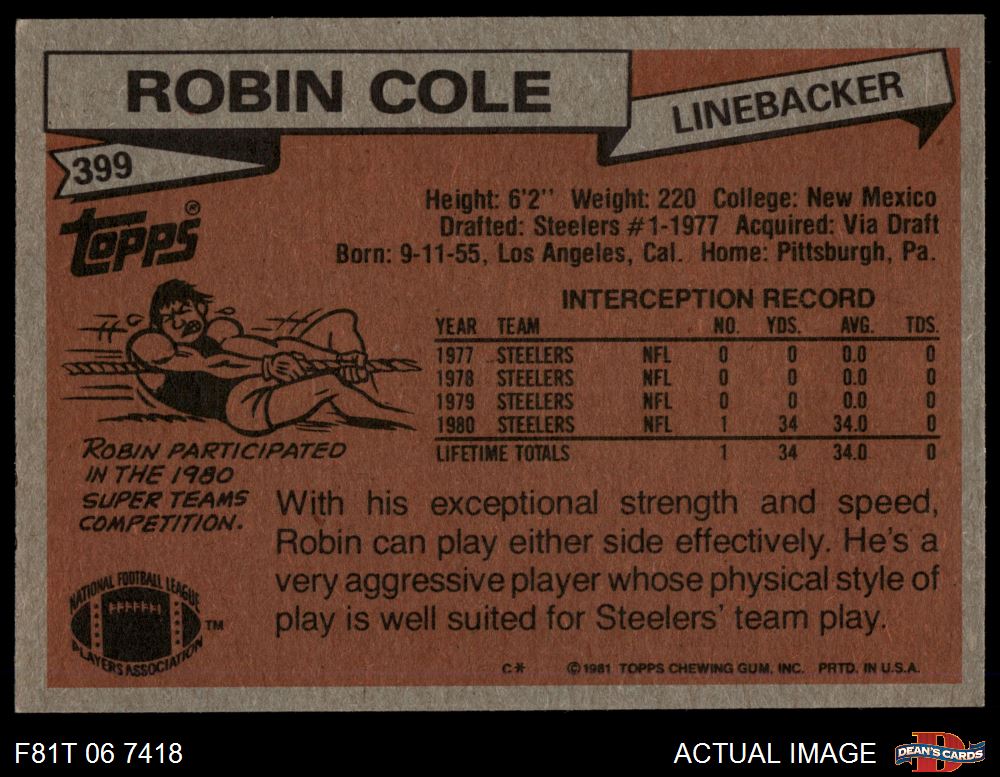 ROBIN COLE
LINEBACKER
399
TOPPS®
Height: 6'2'' Weight: 220 College: New Mexico
Drafted: Steelers #1-1977 Acquired: Via Draft
Born: 9-11-55, Los Angeles, Cal. Home: Pittsburgh, Pa.
INTERCEPTION RECORD
YEAR TEAM NO. YDS. AVG. TDS.
1977 STEELERS NFL 0 0 0.0 0
1978 STEELERS NFL 0 0 0.0 0
1979 STEELERS NFL 0 0 0.0 0
1980 STEELERS NFL 1 34 34.0 0
LIFETIME TOTALS 1 34 34.0 0
ROBIN PARTICIPATED
IN THE 1980
SUPER TEAMS
COMPETITION.
With his exceptional strength and speed,
Robin can play either side effectively. He's a
very aggressive player whose physical style of
play is well suited for Steelers' team play.
NATIONAL FOOTBALL LEAGUE
PLAYERS ASSOCIATION
TM
C* ©1981 TOPPS CHEWING GUM, INC. PRTD. IN U.S.A.
F81T 06 7418
ACTUAL IMAGE
D
DEAN'S CARDS